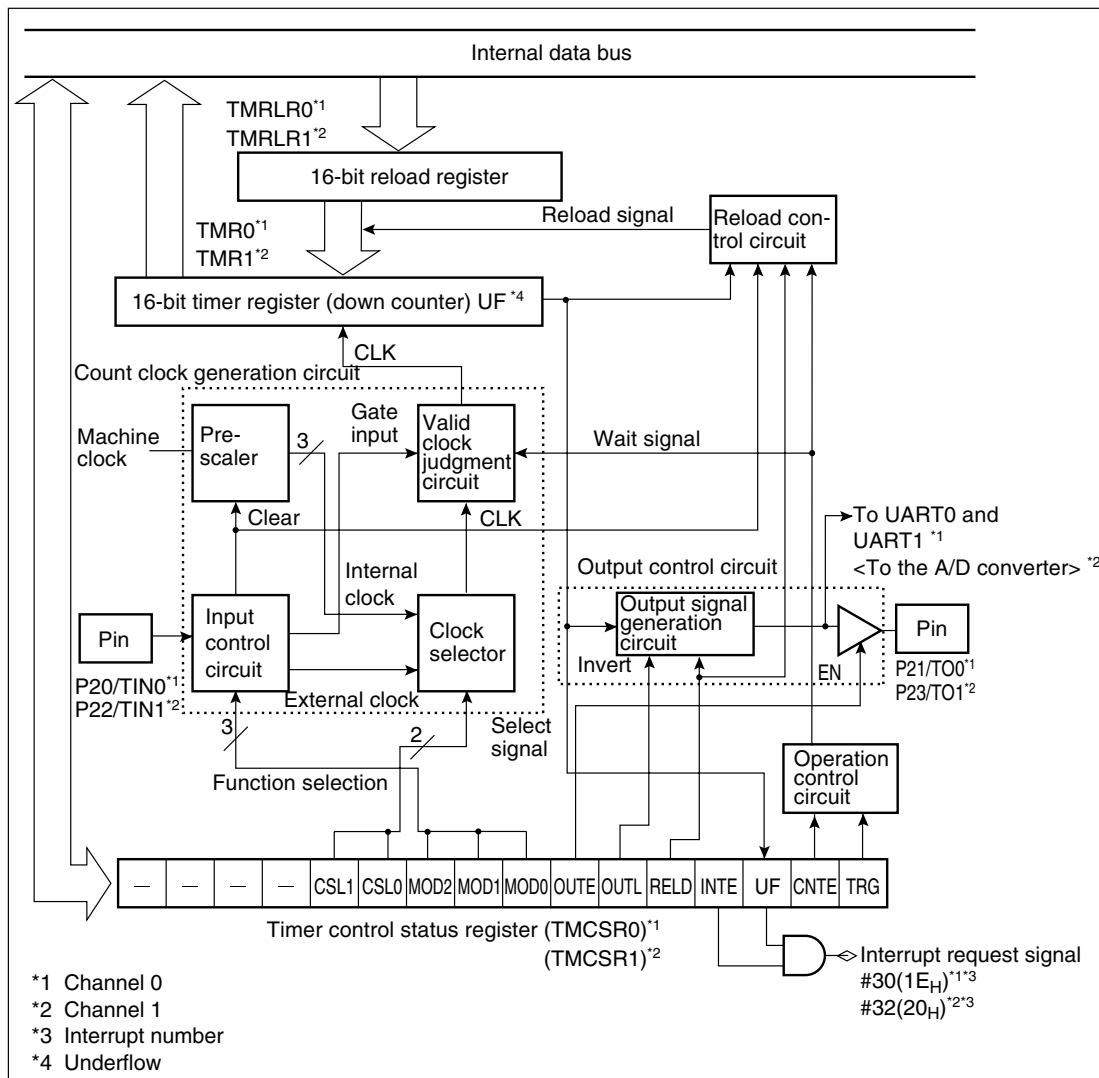 Internal data bus
TMRLR0*1
TMRLR1*2
16-bit reload register
Reload signal
Reload con-
trol circuit
TMR0*1
TMR1*2
16-bit timer register (down counter) UF *4
CLK
Count clock generation circuit
Machine
clock
Pre-
scaler
3
Gate
input
Valid
clock
judgment
circuit
Wait signal
Clear
CLK
To UART0 and
UART1 *1
<To the A/D converter> *2
Output control circuit
Internal
clock
Pin
Input
control
circuit
Clock
selector
Output signal
generation
circuit
Invert
EN
Pin
P20/TIN0*1
P22/TIN1*2
P21/TO0*1
P23/TO1*2
External clock
3
2
Select
signal
Function selection
Operation
control
circuit
— — — — CSL1 CSL0 MOD2 MOD1 MOD0 OUTE OUTL RELD INTE UF CNTE TRG
Timer control status register (TMCSR0)*1
(TMCSR1)*2
Interrupt request signal
#30(1EH)*1*3
#32(20H)*2*3
*1 Channel 0
*2 Channel 1
*3 Interrupt number
*4 Underflow